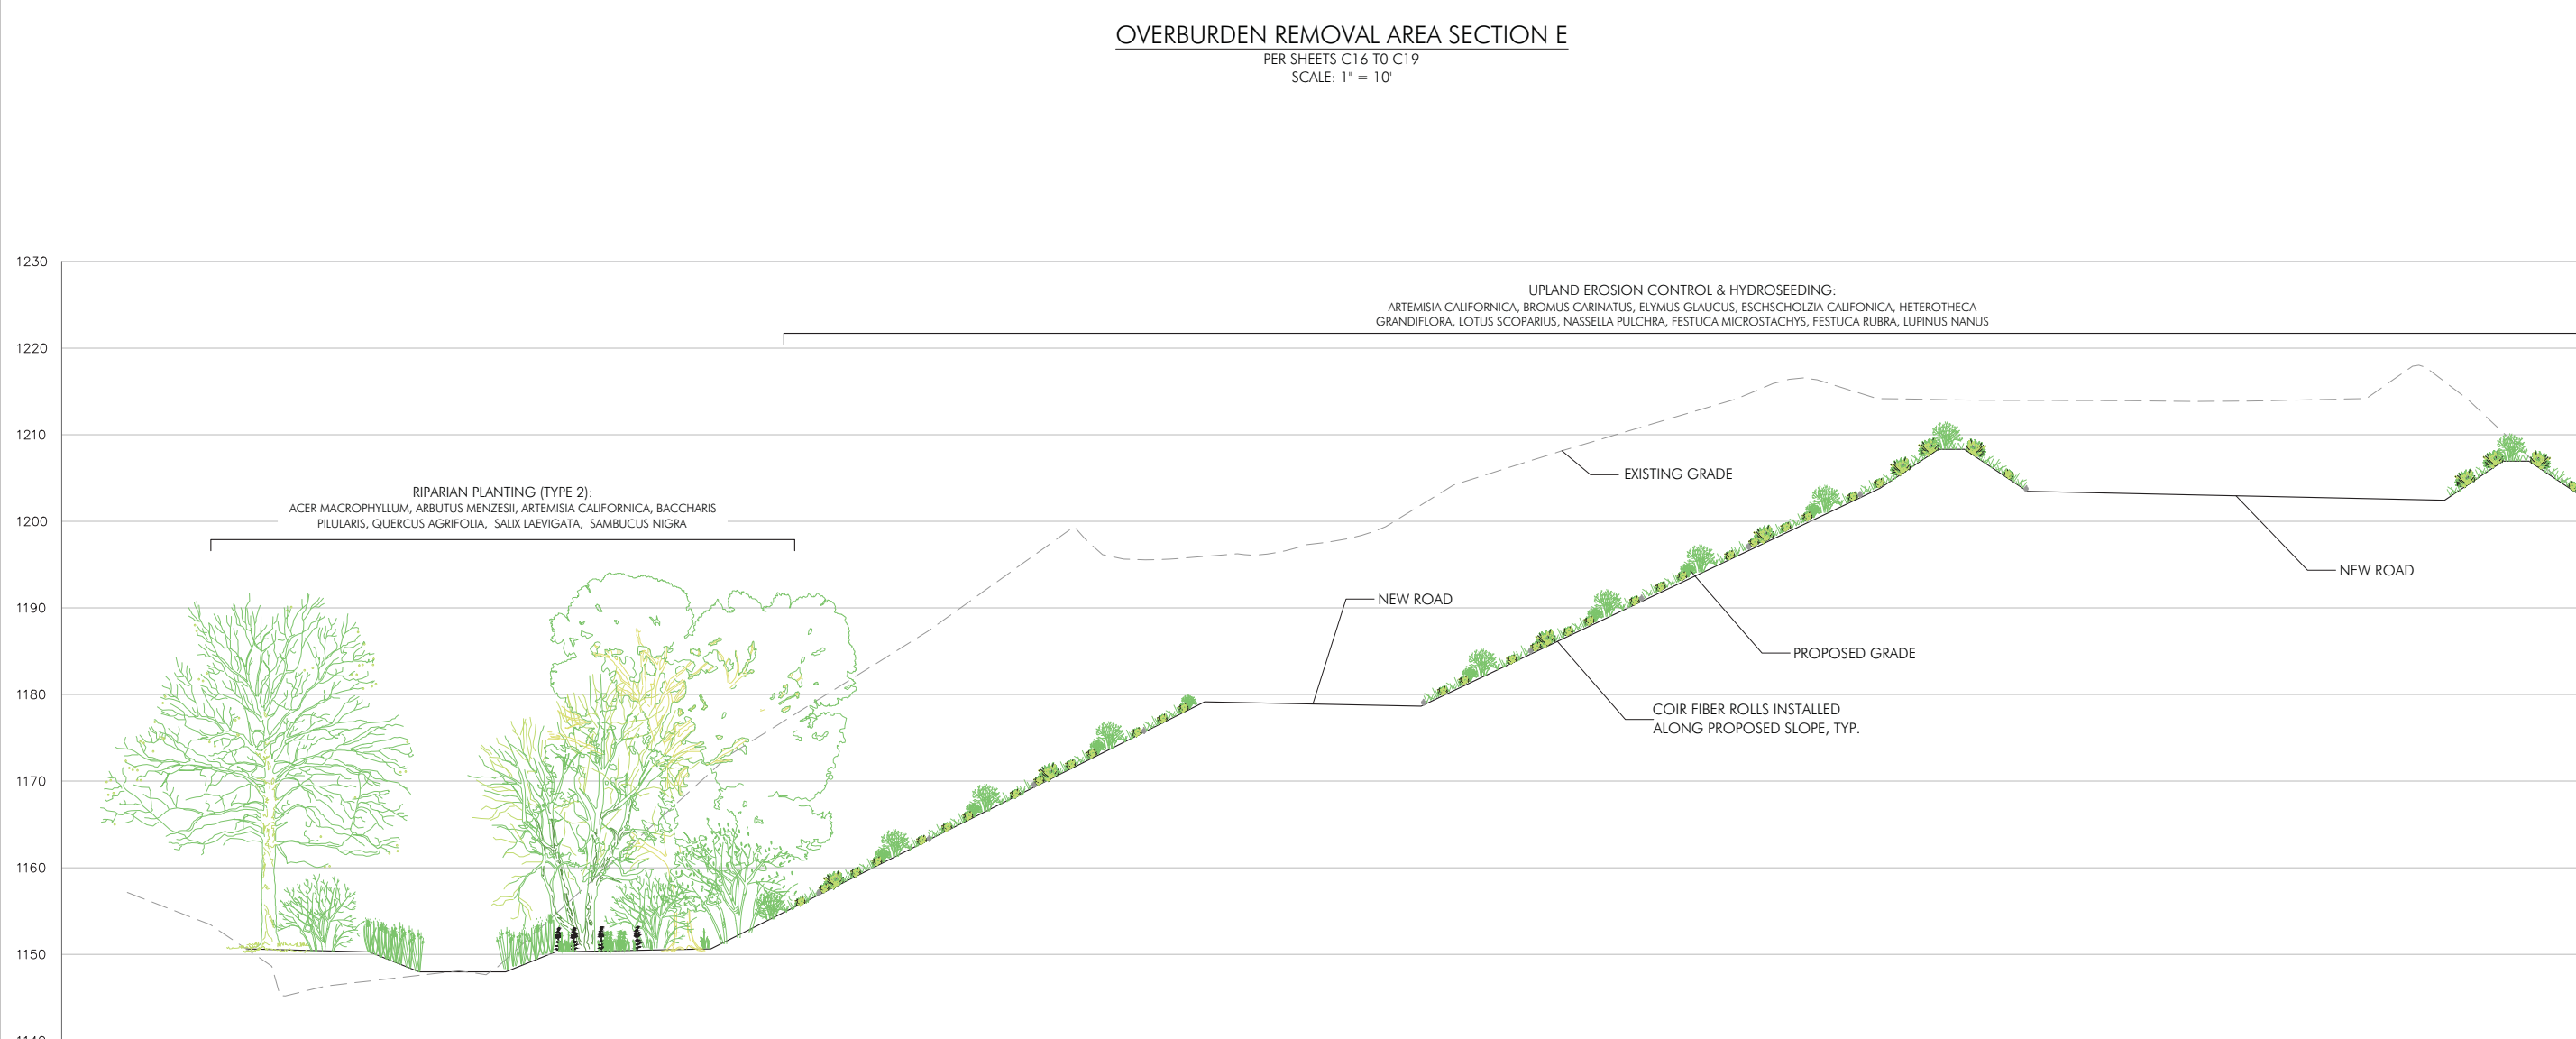 OVERBURDEN REMOVAL AREA SECTION E
PER SHEETS C16 T0 C19
SCALE: 1" = 10'
1230
UPLAND EROSION CONTROL & HYDROSEEDING:
ARTEMISIA CALIFORNICA, BROMUS CARINATUS, ELYMUS GLAUCUS, ESCHSCHOLZIA CALIFONICA, HETEROTHECA
GRANDIFLORA, LOTUS SCOPARIUS, NASSELLA PULCHRA, FESTUCA MICROSTACHYS, FESTUCA RUBRA, LUPINUS NANUS
1220
1210
EXISTING GRADE
RIPARIAN PLANTING (TYPE 2):
ACER MACROPHYLLUM, ARBUTUS MENZESII, ARTEMISIA CALIFORNICA, BACCHARIS
PILULARIS, QUERCUS AGRIFOLIA, SALIX LAEVIGATA, SAMBUCUS NIGRA
1200
NEW ROAD
NEW ROAD
1190
PROPOSED GRADE
1180
COIR FIBER ROLLS INSTALLED
ALONG PROPOSED SLOPE, TYP.
1170
1160
1150
1140